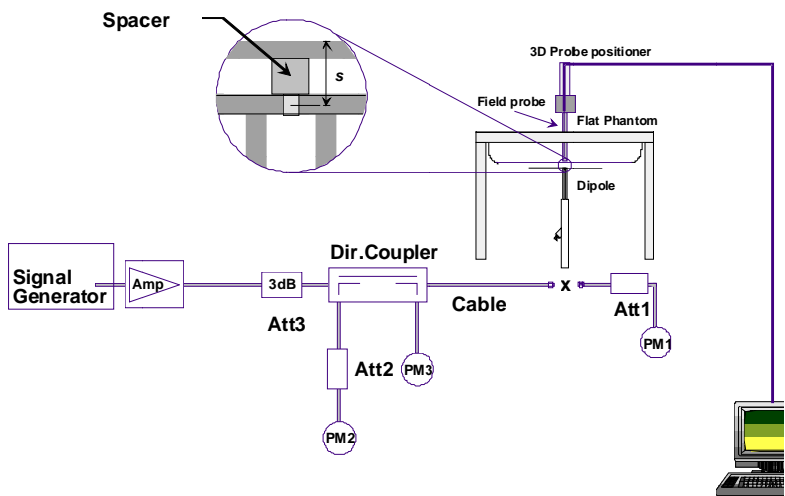 Spacer
s
3D Probe positioner
Field probe
Flat Phantom
Dipole
Signal
Generator
Amp
3dB
Att3
Dir.Coupler
Cable
x
Att1
PM1
Att2
PM3
PM2